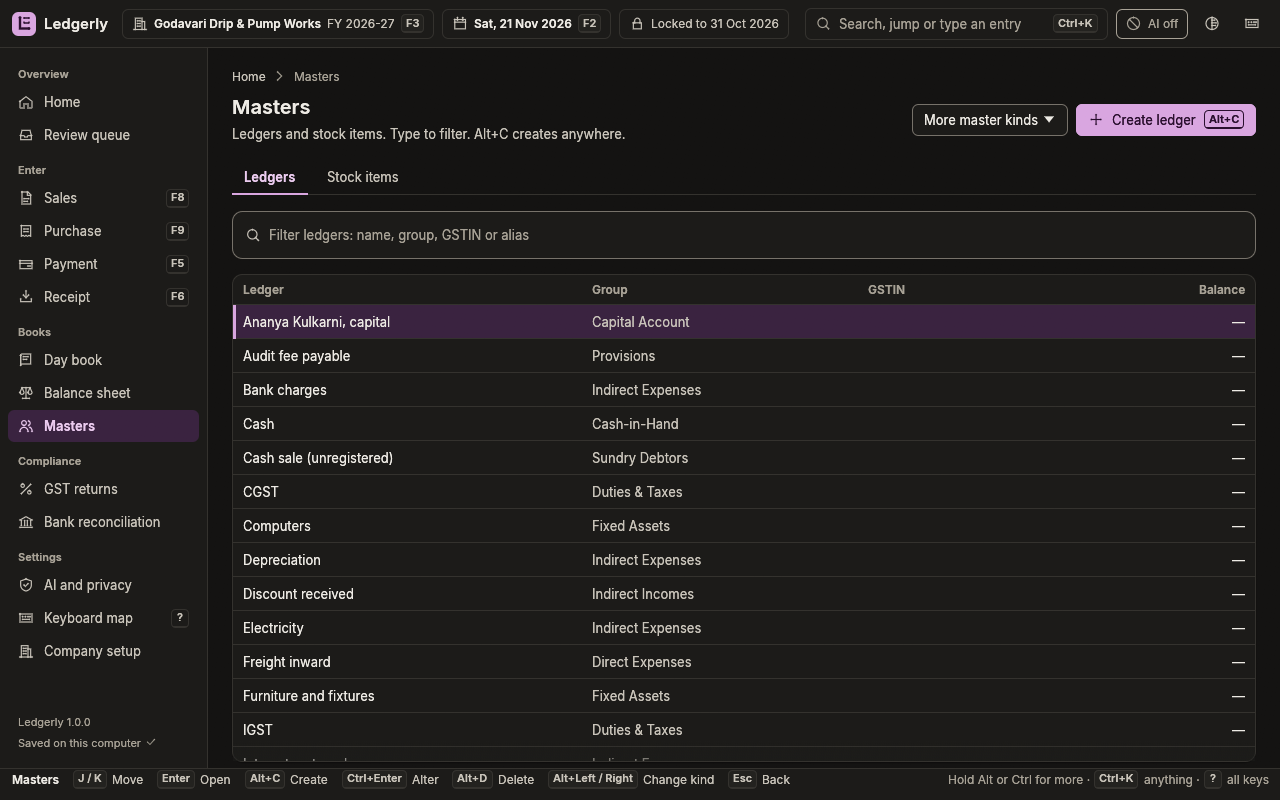 Ledgerly
Godavari Drip & Pump Works FY 2026-27 F3
Sat, 21 Nov 2026 F2
Locked to 31 Oct 2026
Search, jump or type an entry Ctrl+K
AI off
Overview
Home
Review queue
Enter
Sales F8
Purchase F9
Payment F5
Receipt F6
Books
Day book
Balance sheet
Masters
Compliance
GST returns
Bank reconciliation
Settings
AI and privacy
Keyboard map ?
Company setup
Ledgerly 1.0.0
Saved on this computer
Home > Masters
Masters
Ledgers and stock items. Type to filter. Alt+C creates anywhere.
More master kinds
Create ledger Alt+C
Ledgers Stock items
Filter ledgers: name, group, GSTIN or alias
Ledger Group GSTIN Balance
Ananya Kulkarni, capital Capital Account —
Audit fee payable Provisions —
Bank charges Indirect Expenses —
Cash Cash-in-Hand —
Cash sale (unregistered) Sundry Debtors —
CGST Duties & Taxes —
Computers Fixed Assets —
Depreciation Indirect Expenses —
Discount received Indirect Incomes —
Electricity Indirect Expenses —
Freight inward Direct Expenses —
Furniture and fixtures Fixed Assets —
IGST Duties & Taxes —
Masters J / K Move Enter Open Alt+C Create Ctrl+Enter Alter Alt+D Delete Alt+Left / Right Change kind Esc Back
Hold Alt or Ctrl for more · Ctrl+K anything · ? all keys